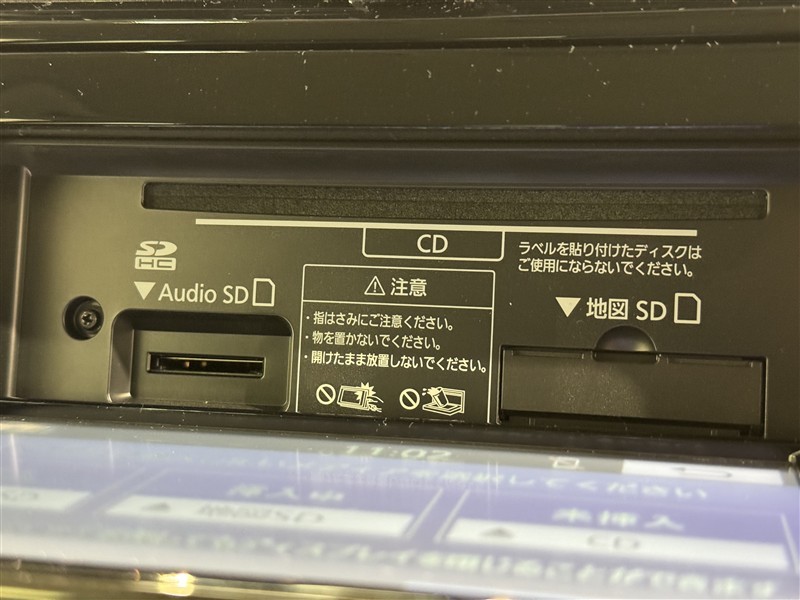 CD
ラベルを貼り付けたディスクは
ご使用にならないでください。
SD
HC
▼Audio SD
⚠注意
・指はさみにご注意ください。
・物を置かないでください。
・開けたまま放置しないでください。
▼地図 SD
11:02
未挿入
CD